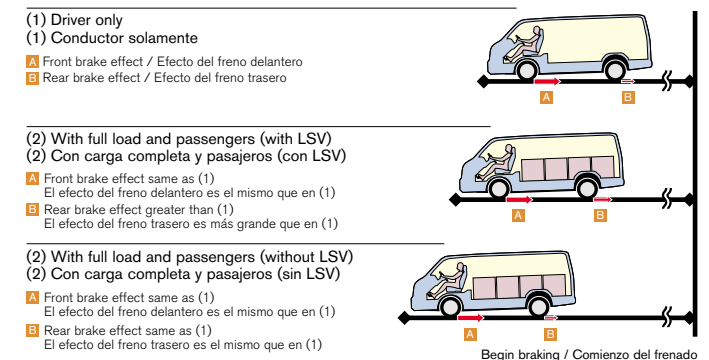 (1) Driver only
(1) Conductor solamente
A Front brake effect / Efecto del freno delantero
B Rear brake effect / Efecto del freno trasero
A
B
(2) With full load and passengers (with LSV)
(2) Con carga completa y pasajeros (con LSV)
A Front brake effect same as (1)
El efecto del freno delantero es el mismo que en (1)
B Rear brake effect greater than (1)
El efecto del freno trasero es más grande que en (1)
A
B
(2) With full load and passengers (without LSV)
(2) Con carga completa y pasajeros (sin LSV)
A Front brake effect same as (1)
El efecto del freno delantero es el mismo que en (1)
B Rear brake effect same as (1)
El efecto del freno trasero es el mismo que en (1)
A
B
Begin braking / Comienzo del frenado